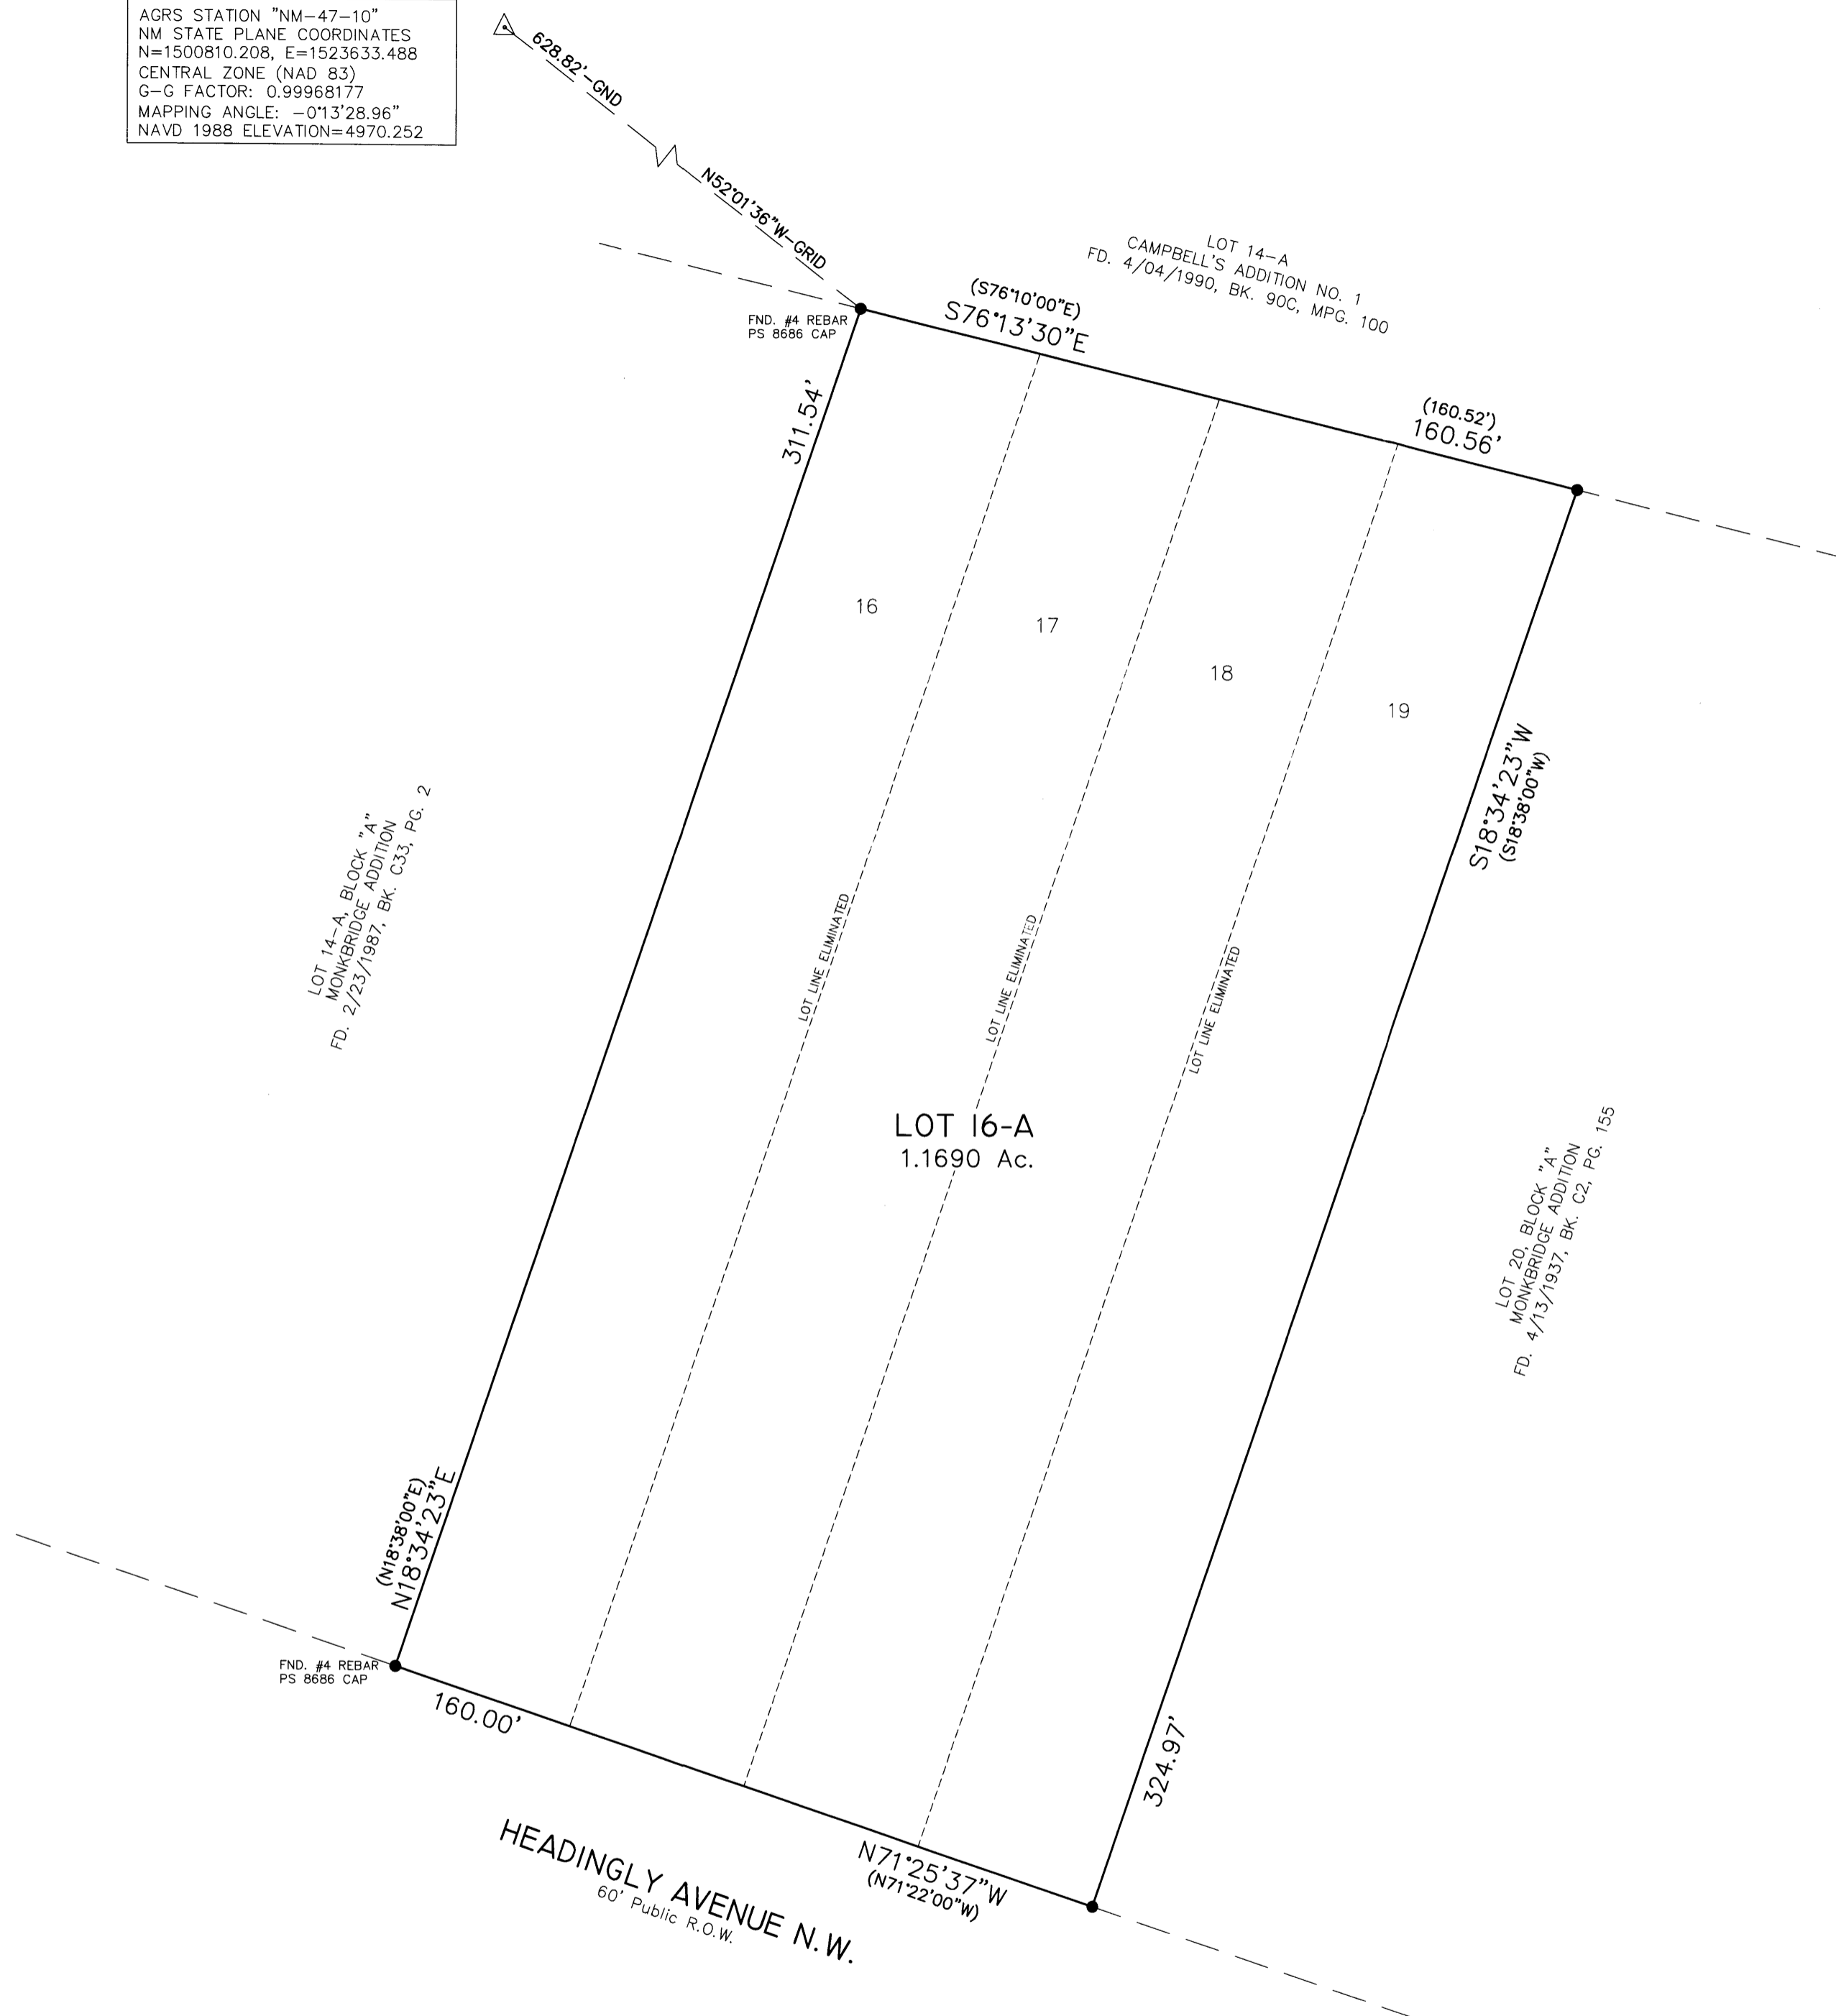 AGRS STATION "NM-47-10"
NM STATE PLANE COORDINATES
N=1500810.208, E=1523633.488
CENTRAL ZONE (NAD 83)
G-G FACTOR: 0.99968177
MAPPING ANGLE: -0°13'28.96"
NAVD 1988 ELEVATION=4970.252
628.82'-GND
N52°01'36"W-GRID
LOT 14-A
CAMPBELL'S ADDITION NO. 1
FD. 4/04/1990, BK. 90C, MPG. 100
(S76°10'00"E)
S76°13'30"E
FND. #4 REBAR
PS 8686 CAP
311.54'
(160.52')
160.56'
16
17
18
19
S18°34'23"W
(S18°38'00"W)
LOT 14-A, BLOCK "A"
MONKBRIDGE ADDITION
FD. 2/23/1987, BK. C33, PG. 2
LOT LINE ELIMINATED
LOT LINE ELIMINATED
LOT LINE ELIMINATED
LOT 16-A
1.1690 Ac.
LOT 20, BLOCK "A"
MONKBRIDGE ADDITION
FD. 4/13/1937, BK. C2, PG. 155
(N18°38'00"E)
N18°34'23"E
FND. #4 REBAR
PS 8686 CAP
160.00'
324.97'
N71°25'37"W
(N71°22'00"W)
HEADINGLY AVENUE N.W.
60' Public R.O.W.